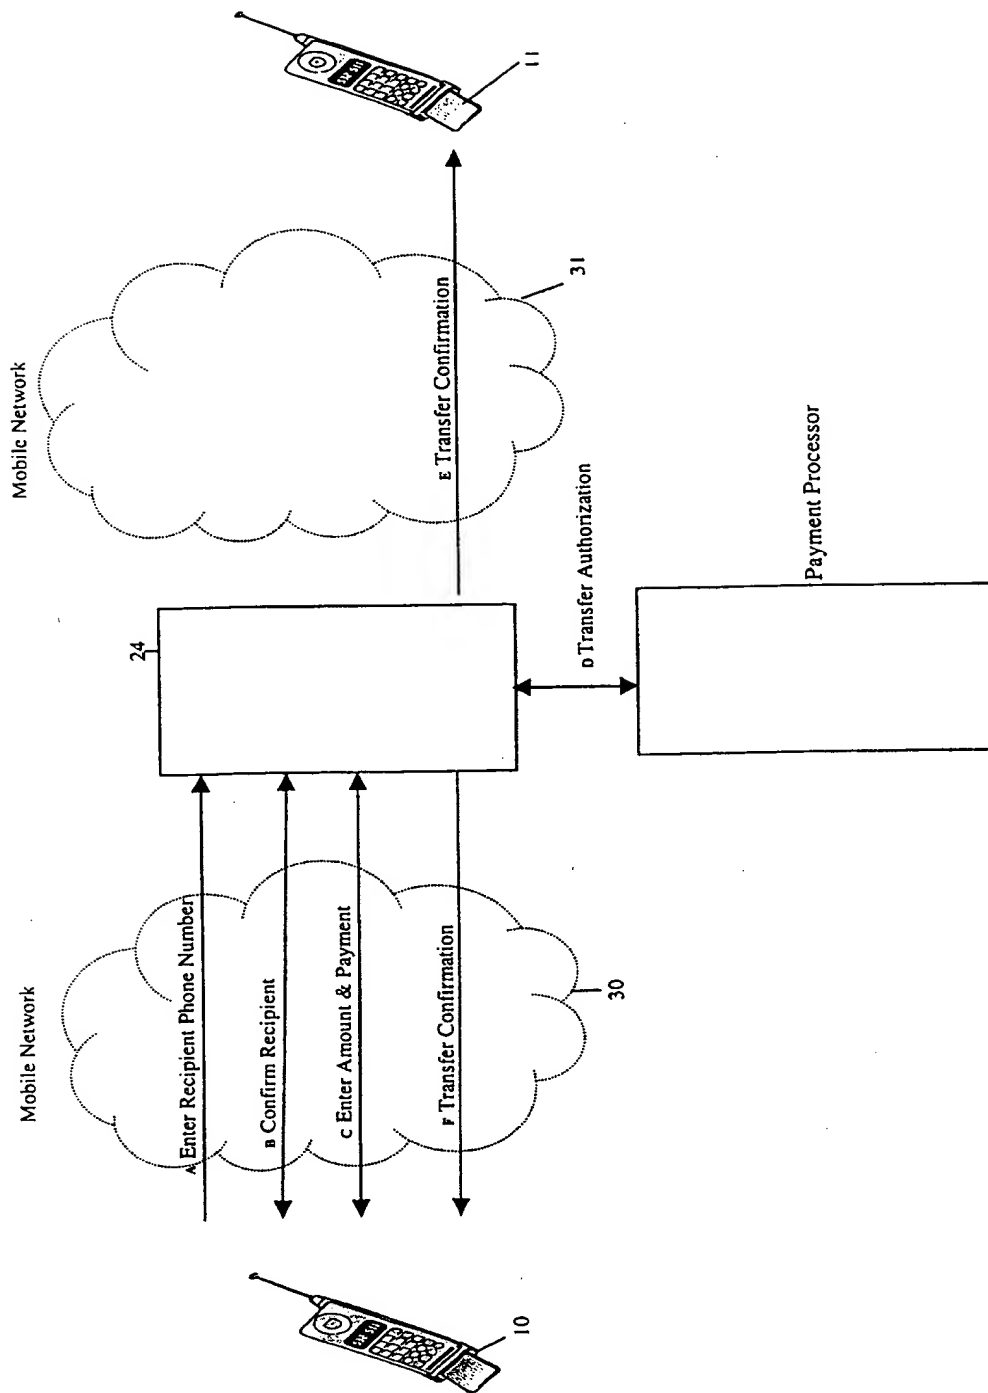 Mobile Network
Mobile Network
24
A Enter Recipient Phone Number
B Confirm Recipient
C Enter Amount & Payment
F Transfer Confirmation
E Transfer Confirmation
10
30
31
11
D Transfer Authorization
Payment Processor